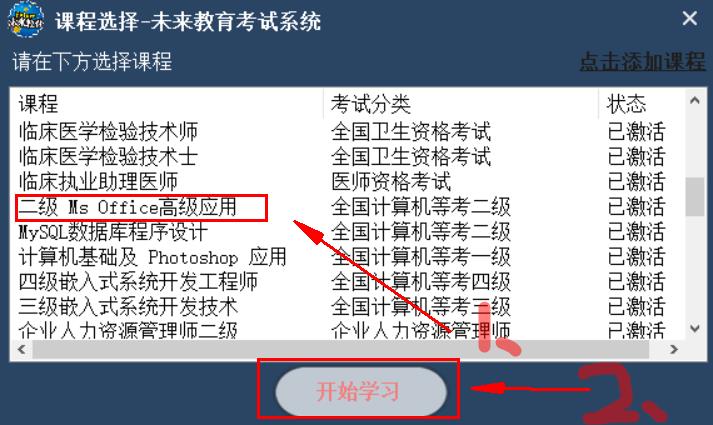 课程选择-未来教育考试系统
请在下方选择课程 点击添加课程
课程 考试分类 状态
临床医学检验技术师 全国卫生资格考试 已激活
临床医学检验技术士 全国卫生资格考试 已激活
临床执业助理医师 医师资格考试 已激活
二级 Ms Office高级应用 全国计算机等考二级 已激活
MySQL数据库程序设计 全国计算机等考二级 已激活
计算机基础及 Photoshop 应用 全国计算机等考一级 已激活
四级嵌入式系统开发工程师 全国计算机等考四级 已激活
三级嵌入式系统开发技术 全国计算机等考三级 已激活
企业人力资源管理师二级 企业人力资源管理师 已激活
1、
开始学习
2、